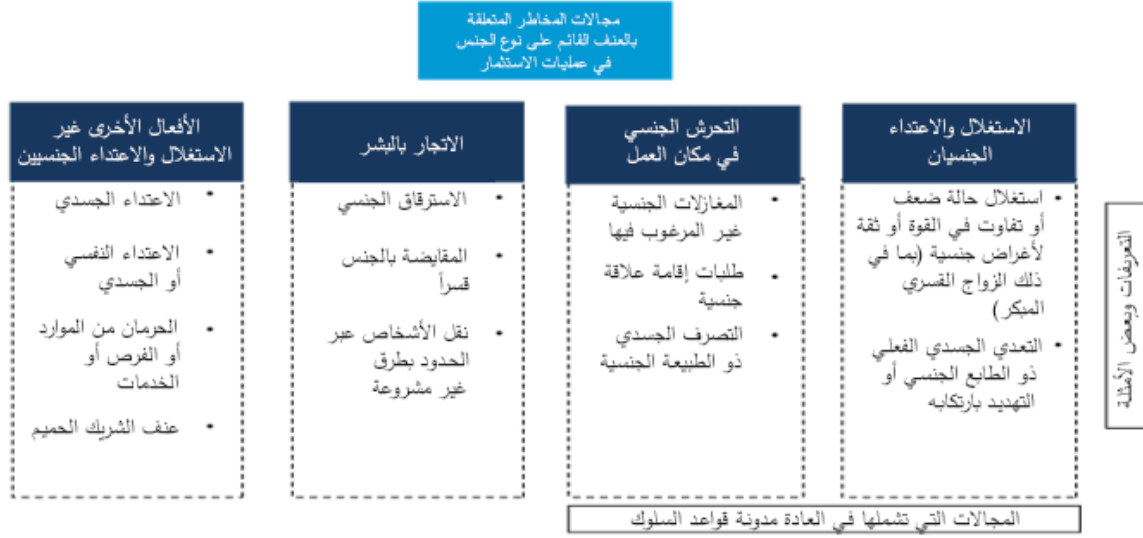 مجالات المخاطر المتعلقة
بالعنف القائم على نوع الجنس
في عمليات الاستثمار
الاستغلال والاعتداء
الجنسيان
استغلال حالة ضعف
أو تفاوت في القوة أو ثقة
لأغراض جنسية (بما في
ذلك الزواج القسري
المبكر)
التعدي الجسدي الفعلي
ذو الطابع الجنسي أو
التهديد بارتكابه
التحرش الجنسي
في مكان العمل
المغازلات الجنسية
غير المرغوب فيها
طلبات إقامة علاقة
جنسية
التصرف الجسدي
ذو الطبيعة الجنسية
الاتجار بالبشر
الاسترقاق الجنسي
المقايضة بالجنس
قسراً
نقل الأشخاص عبر
الحدود بطرق
غير مشروعة
الأفعال الأخرى غير
الاستغلال والاعتداء الجنسيين
الاعتداء الجسدي
الاعتداء النفسي
أو الجسدي
الحرمان من الموارد
أو الفرص أو
الخدمات
عنف الشريك الحميم
التعريفات وبعض الأمثلة
المجالات التي تشملها في العادة مدونة قواعد السلوك